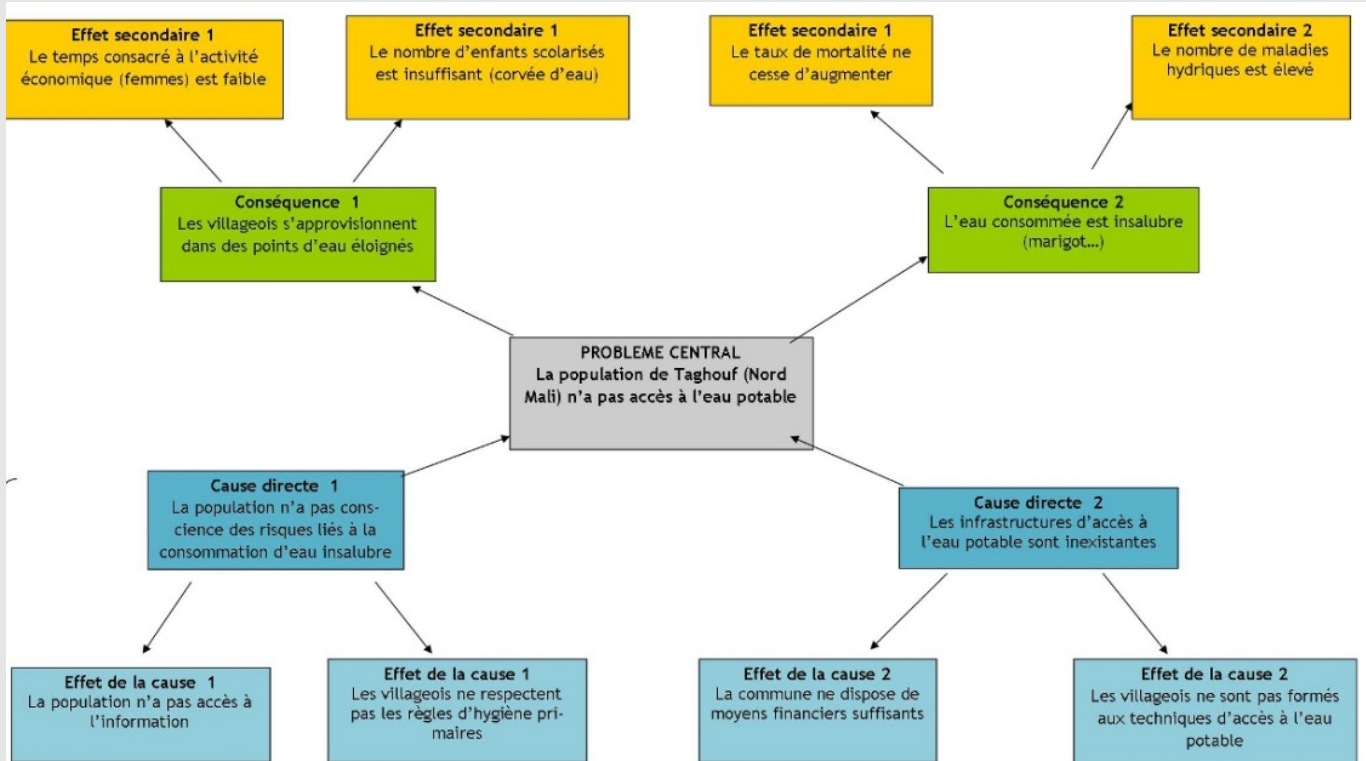 Effet secondaire 1
Le temps consacré à l'activité
économique (femmes) est faible
Effet secondaire 1
Le nombre d'enfants scolarisés
est insuffisant (corvée d'eau)
Effet secondaire 1
Le taux de mortalité ne
cesse d'augmenter
Effet secondaire 2
Le nombre de maladies
hydriques est élevé
Conséquence 1
Les villageois s'approvisionnent
dans des points d'eau éloignés
Conséquence 2
L'eau consommée est insalubre
(marigot...)
PROBLEME CENTRAL
La population de Taghouf (Nord
Mali) n'a pas accès à l'eau potable
Cause directe 1
La population n'a pas cons-
cience des risques liés à la
consommation d'eau insalubre
Cause directe 2
Les infrastructures d'accès à
l'eau potable sont inexistantes
Effet de la cause 1
La population n'a pas accès à
l'information
Effet de la cause 1
Les villageois ne respectent
pas les règles d'hygiène pri-
maires
Effet de la cause 2
La commune ne dispose de
moyens financiers suffisants
Effet de la cause 2
Les villageois ne sont pas formés
aux techniques d'accès à l'eau
potable